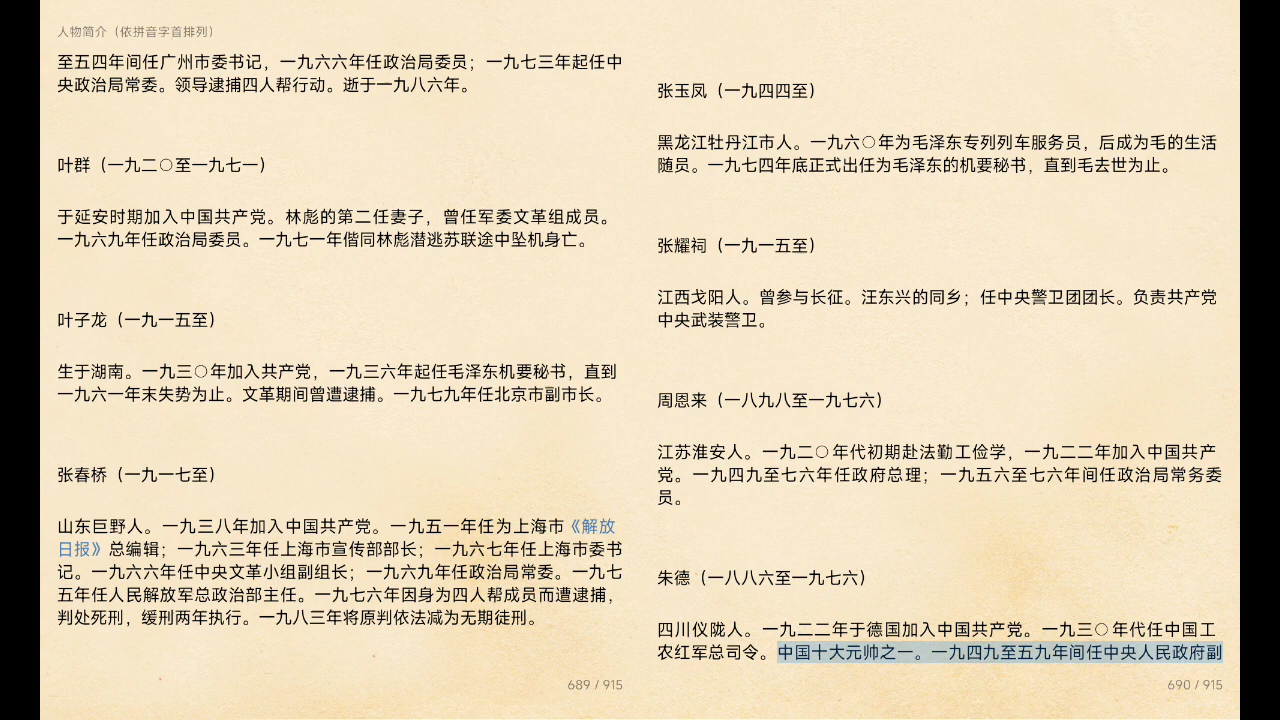 人物简介（依拼音字首排列）
至五四年间任广州市委书记，一九六六年任政治局委员；一九七三年起任中
央政治局常委。领导逮捕四人帮行动。逝于一九八六年。
叶群（一九二〇至一九七一）
于延安时期加入中国共产党。林彪的第二任妻子，曾任军委文革组成员。
一九六九年任政治局委员。一九七一年偕同林彪潜逃苏联途中坠机身亡。
叶子龙（一九一五至）
生于湖南。一九三〇年加入共产党，一九三六年起任毛泽东机要秘书，直到
一九六一年末失势为止。文革期间曾遭逮捕。一九七九年任北京市副市长。
张春桥（一九一七至）
山东巨野人。一九三八年加入中国共产党。一九五一年任为上海市《解放
日报》总编辑；一九六三年任上海市宣传部部长；一九六七年任上海市委书
记。一九六六年任中央文革小组副组长；一九六九年任政治局常委。一九七
五年任人民解放军总政治部主任。一九七六年因身为四人帮成员而遭逮捕，
判处死刑，缓刑两年执行。一九八三年将原判依法减为无期徒刑。
689 / 915
张玉凤（一九四四至）
黑龙江牡丹江市人。一九六〇年为毛泽东专列列车服务员，后成为毛的生活
随员。一九七四年底正式出任为毛泽东的机要秘书，直到毛去世为止。
张耀祠（一九一五至）
江西戈阳人。曾参与长征。汪东兴的同乡；任中央警卫团团长。负责共产党
中央武装警卫。
周恩来（一八九八至一九七六）
江苏淮安人。一九二〇年代初期赴法勤工俭学，一九二二年加入中国共产
党。一九四九至七六年任政府总理；一九五六至七六年间任政治局常务委
员。
朱德（一八八六至一九七六）
四川仪陇人。一九二二年于德国加入中国共产党。一九三〇年代任中国工
农红军总司令。中国十大元帅之一。一九四九至五九年间任中央人民政府副
690 / 915